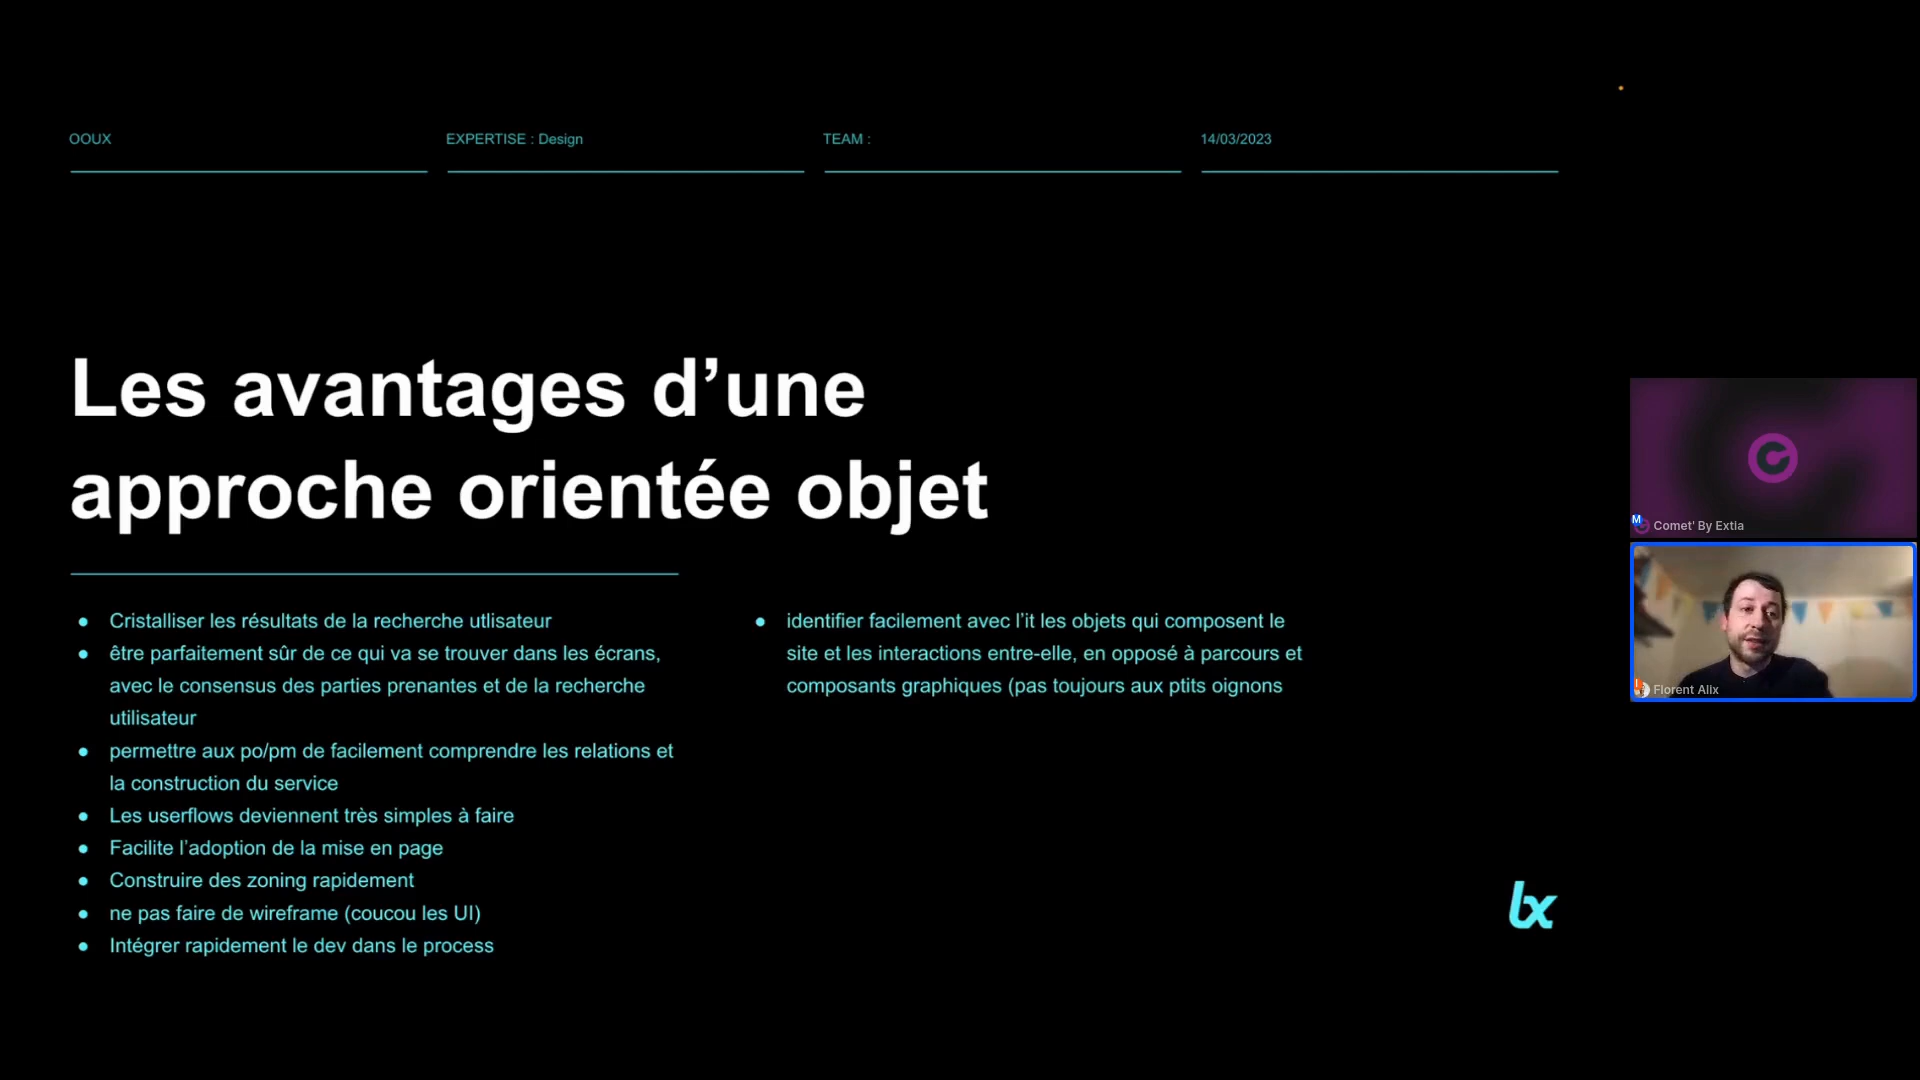 OOUX
EXPERTISE : Design
TEAM :
14/03/2023
Les avantages d’une
approche orientée objet
● Cristalliser les résultats de la recherche utlisateur
● être parfaitement sûr de ce qui va se trouver dans les écrans,
avec le consensus des parties prenantes et de la recherche
utilisateur
● permettre aux po/pm de facilement comprendre les relations et
la construction du service
● Les userflows deviennent très simples à faire
● Facilite l’adoption de la mise en page
● Construire des zoning rapidement
● ne pas faire de wireframe (coucou les UI)
● Intégrer rapidement le dev dans le process
● identifier facilement avec l’it les objets qui composent le
site et les interactions entre-elle, en opposé à parcours et
composants graphiques (pas toujours aux ptits oignons
lx
M
Comet' By Extia
Florent Alix